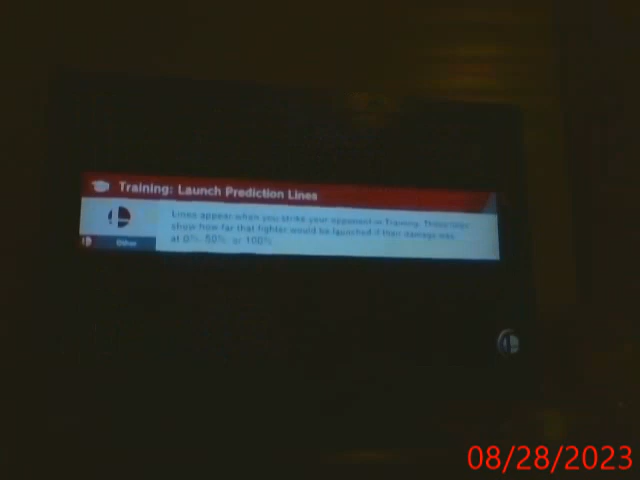 Training: Launch Prediction Lines
Lines appear when you strike your opponent in Training. These lines
show how far that fighter would be launched if their damage was
at 0%, 50%, or 100%.
Other
08/28/2023